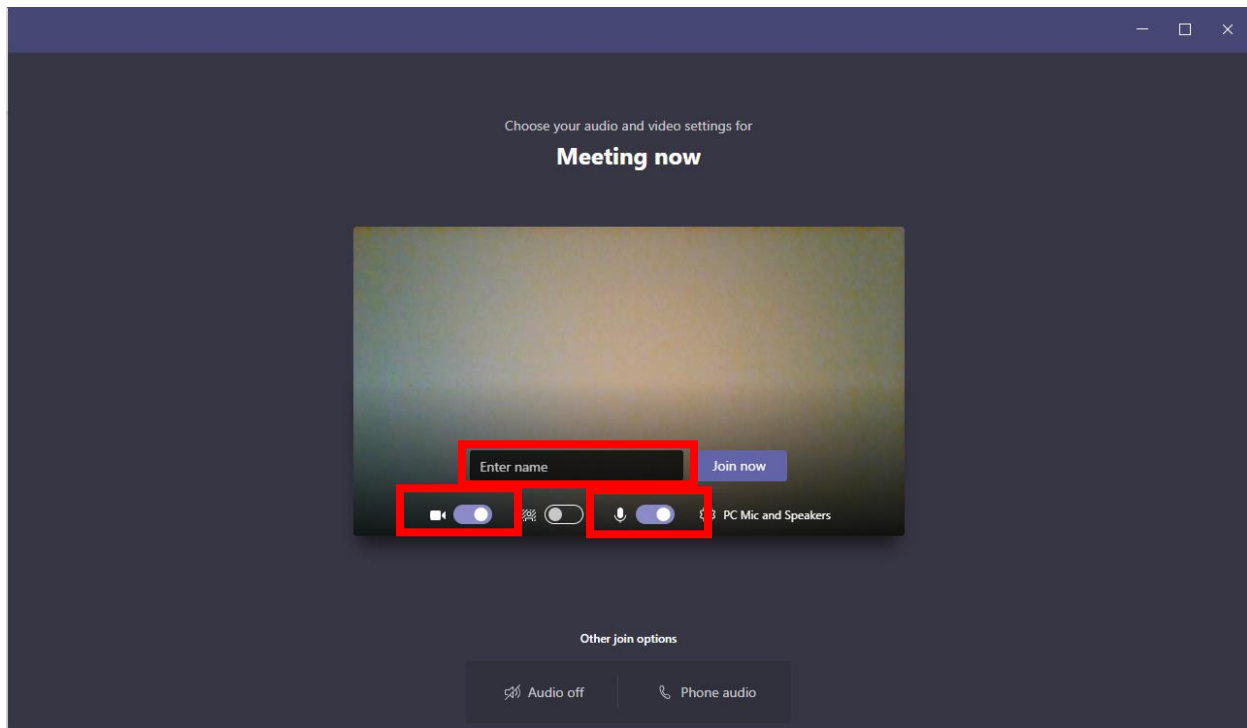 Choose your audio and video settings for
Meeting now
Enter name
Join now
PC Mic and Speakers
Other join options
Audio off
Phone audio